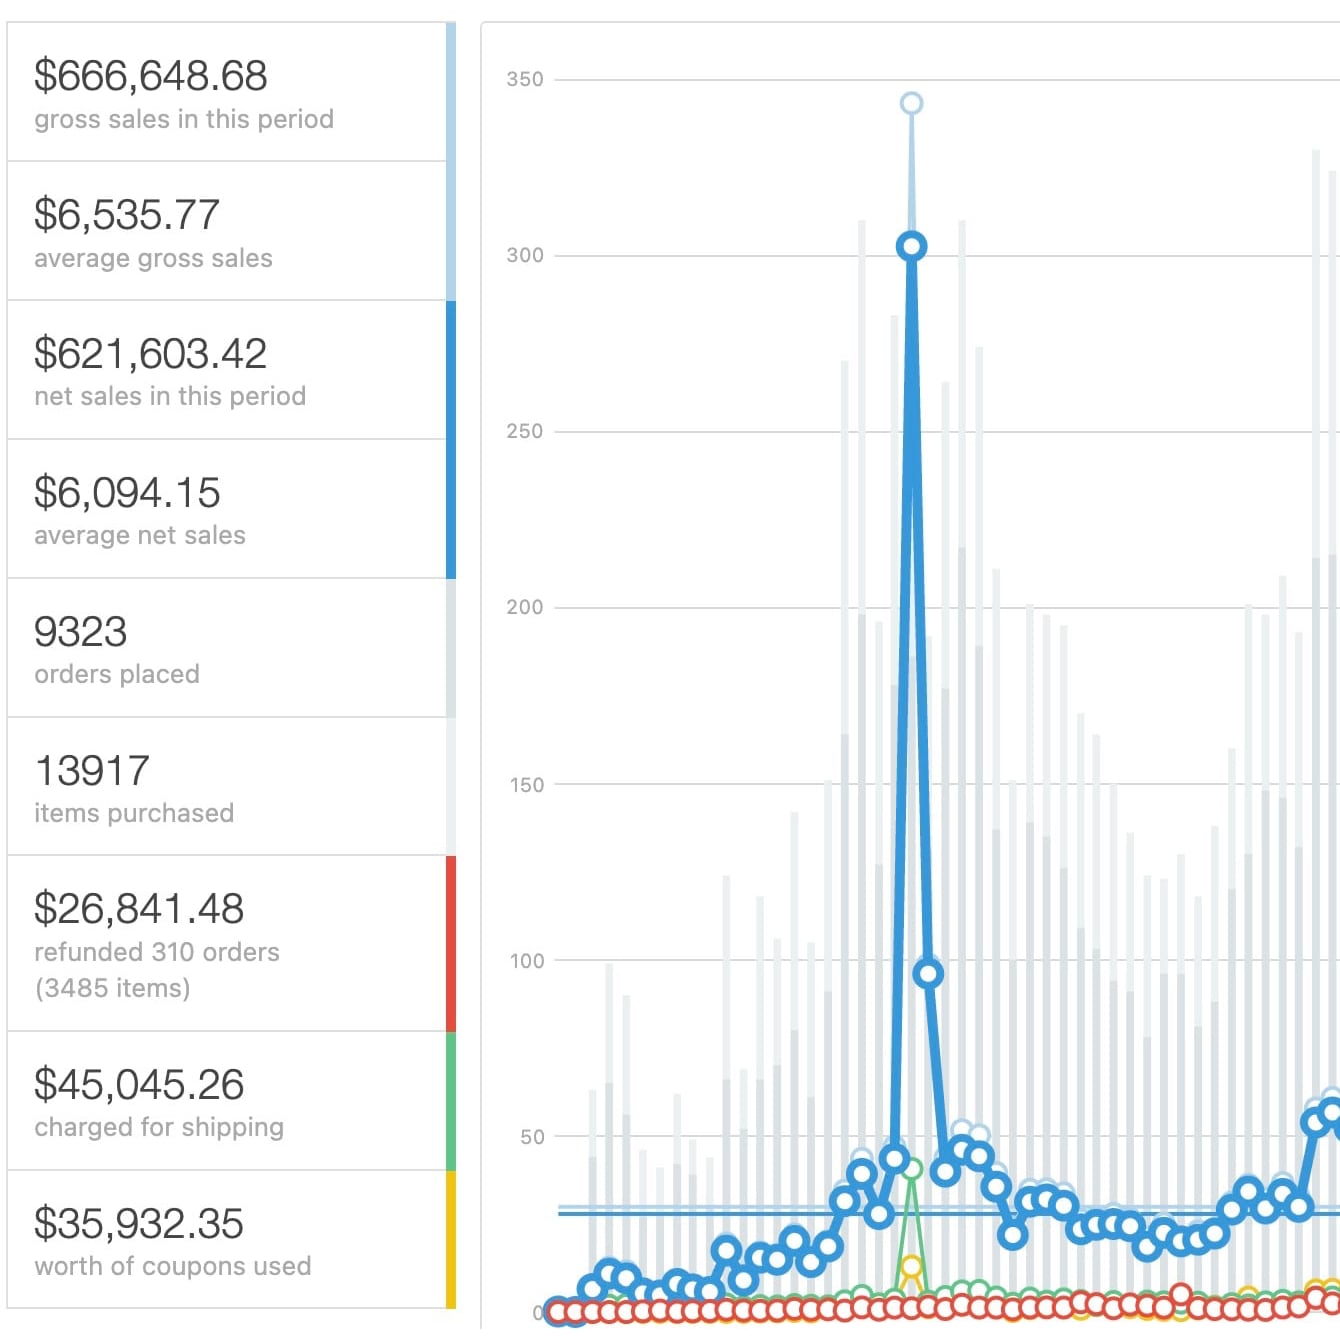 $666,648.68
gross sales in this period
$6,535.77
average gross sales
$621,603.42
net sales in this period
$6,094.15
average net sales
9323
orders placed
13917
items purchased
$26,841.48
refunded 310 orders
(3485 items)
$45,045.26
charged for shipping
$35,932.35
worth of coupons used
350
300
250
200
150
100
50
0